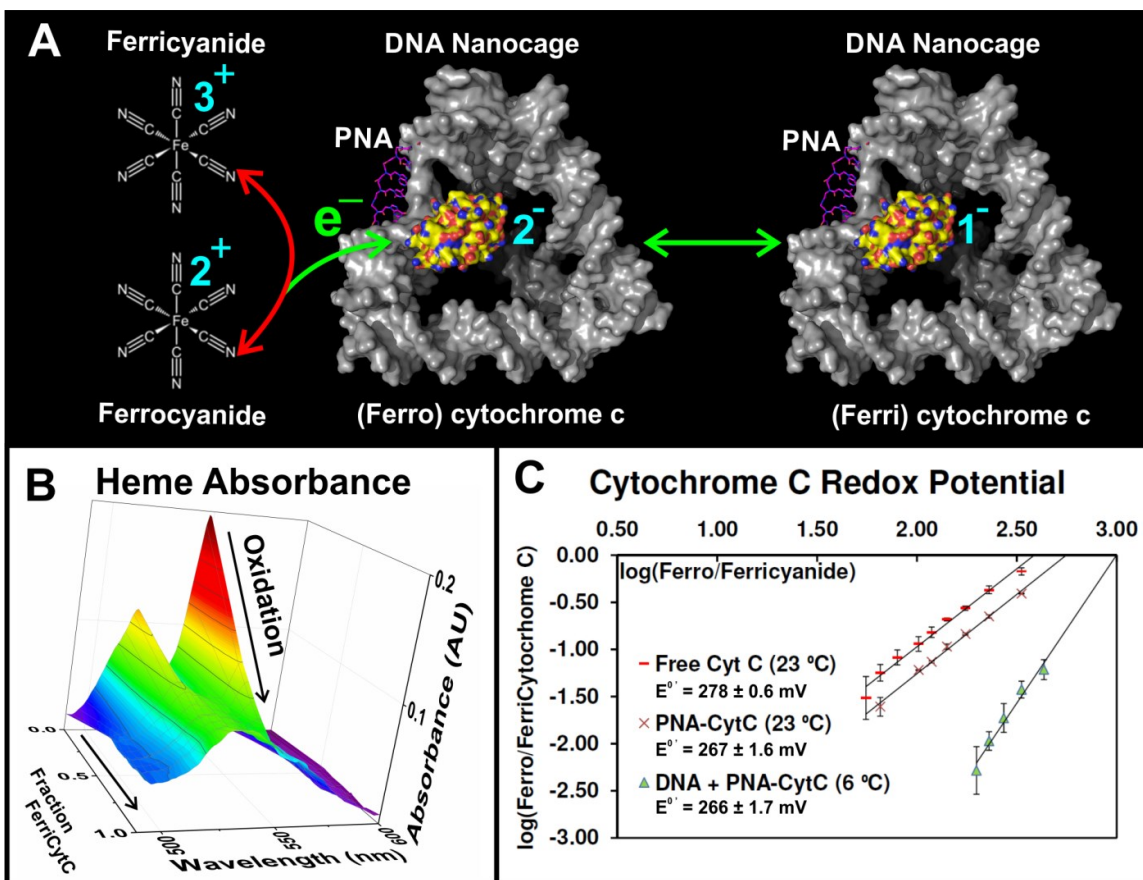 A
Ferricyanide
N
C
3+
N≡C
C≡N
Fe
N≡C
C≡N
C
N
N
C
2+
N≡C
C≡N
Fe
N≡C
C≡N
C
N
Ferrocyanide
e–
DNA Nanocage
PNA
2-
(Ferro) cytochrome c
DNA Nanocage
PNA
1-
(Ferri) cytochrome c
B
Heme Absorbance
Oxidation
0.2
0.1
Absorbance (AU)
0.0
0.5
1.0
Fraction
FerriCytC
500
550
600
Wavelength (nm)
C
Cytochrome C Redox Potential
0.50 1.00 1.50 2.00 2.50 3.00
log(Ferro/Ferricyanide)
0.00
-0.50
-1.00
-1.50
-2.00
-2.50
-3.00
log(Ferro/FerriCytocrhome C)
Free Cyt C (23 ºC)
E⁰' = 278 ± 0.6 mV
PNA-CytC (23 ºC)
E⁰' = 267 ± 1.6 mV
DNA + PNA-CytC (6 ºC)
E⁰' = 266 ± 1.7 mV